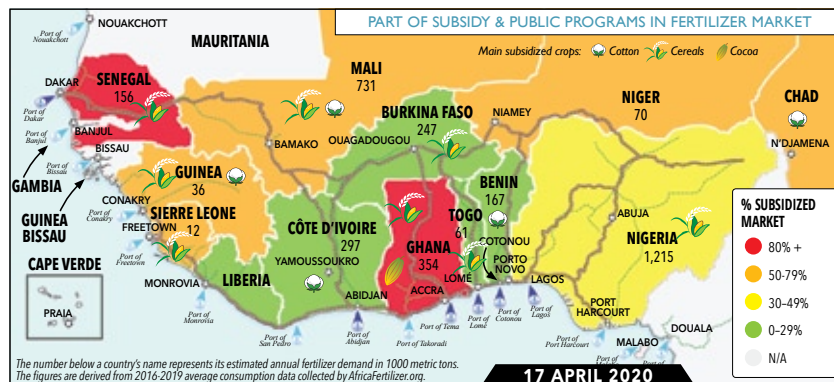 PART OF SUBSIDY & PUBLIC PROGRAMS IN FERTILIZER MARKET
Main subsidized crops: Cotton Cereals Cocoa
NOUAKCHOTT
Port of
Nouakchott
MAURITANIA
SENEGAL
156
DAKAR
Port of
Dakar
MALI
731
NIGER
70
CHAD
N'DJAMENA
BURKINA FASO
247
NIAMEY
OUAGADOUGOU
BANJUL
Port of
Banjul
BISSAU
Port of
Bissau
BAMAKO
GAMBIA
GUINEA
BISSAU
GUINEA
36
CONAKRY
Port of
Conakry
SIERRE LEONE
12
FREETOWN
Port of
Freetown
BENIN
167
TOGO
61
CÔTE D'IVOIRE
297
YAMOUSSOUKRO
GHANA
354
COTONOU
PORTO
NOVO
ABUJA
NIGERIA
1,215
CAPE VERDE
PRAIA
MONROVIA
LIBERIA
Port of
Monrovia
Port of
San Pedro
ABIDJAN
Port of
Abidjan
ACCRA
LOMÉ
LAGOS
Port of Takoradi
Port of Tema
Port of
Lomé
Port of
Cotonou
Port of
Lagos
PORT
HARCOURT
Port of
Port Harcourt
MALABO
DOUALA
% SUBSIDIZED
MARKET
80% +
50-79%
30–49%
0–29%
N/A
The number below a country's name represents its estimated annual fertilizer demand in 1000 metric tons.
The figures are derived from 2016-2019 average consumption data collected by AfricaFertilizer.org.
17 APRIL 2020